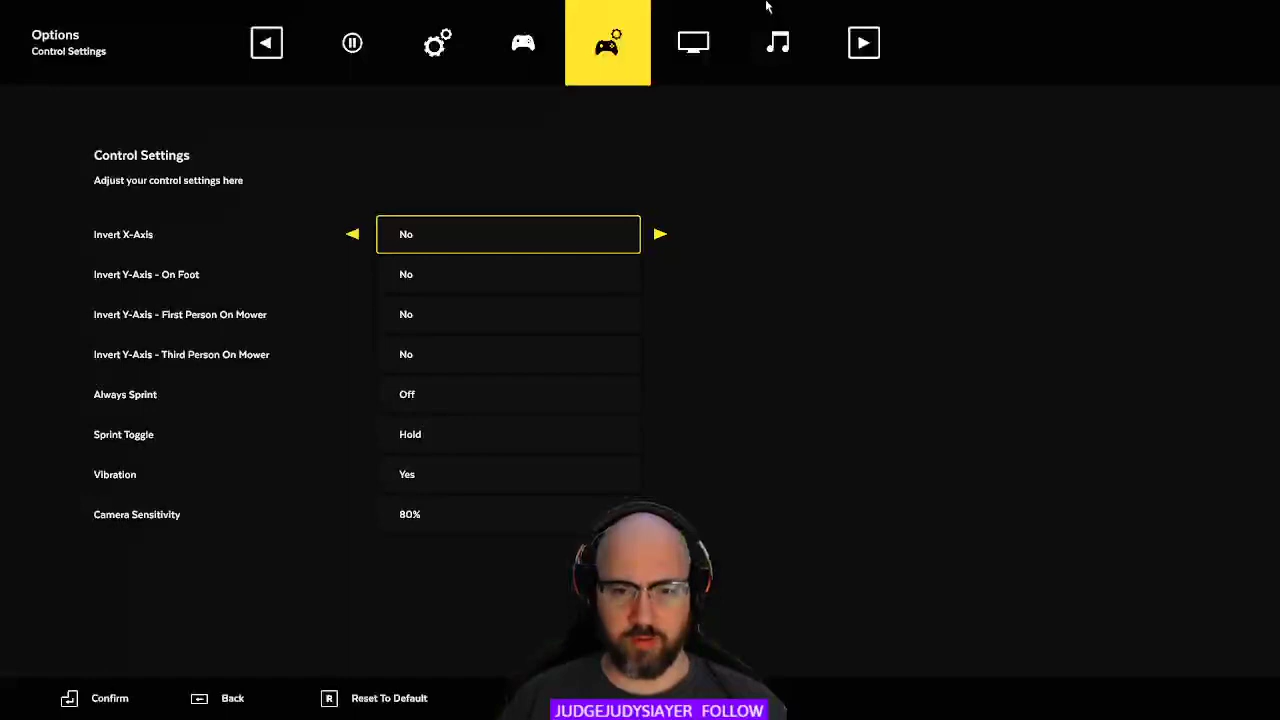 Options
Control Settings
Control Settings
Adjust your control settings here
Invert X-Axis No
Invert Y-Axis - On Foot No
Invert Y-Axis - First Person On Mower No
Invert Y-Axis - Third Person On Mower No
Always Sprint Off
Sprint Toggle Hold
Vibration Yes
Camera Sensitivity 80%
Confirm Back R Reset To Default
JUDGEJUDYSIAYER FOLLOW